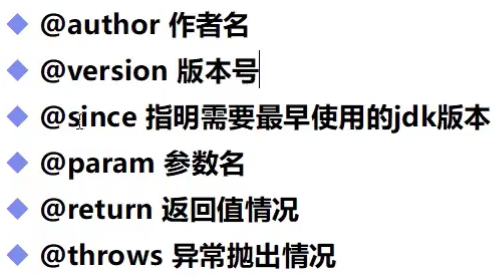 @author 作者名
@version 版本号
@since 指明需要最早使用的jdk版本
@param 参数名
@return 返回值情况
@throws 异常抛出情况